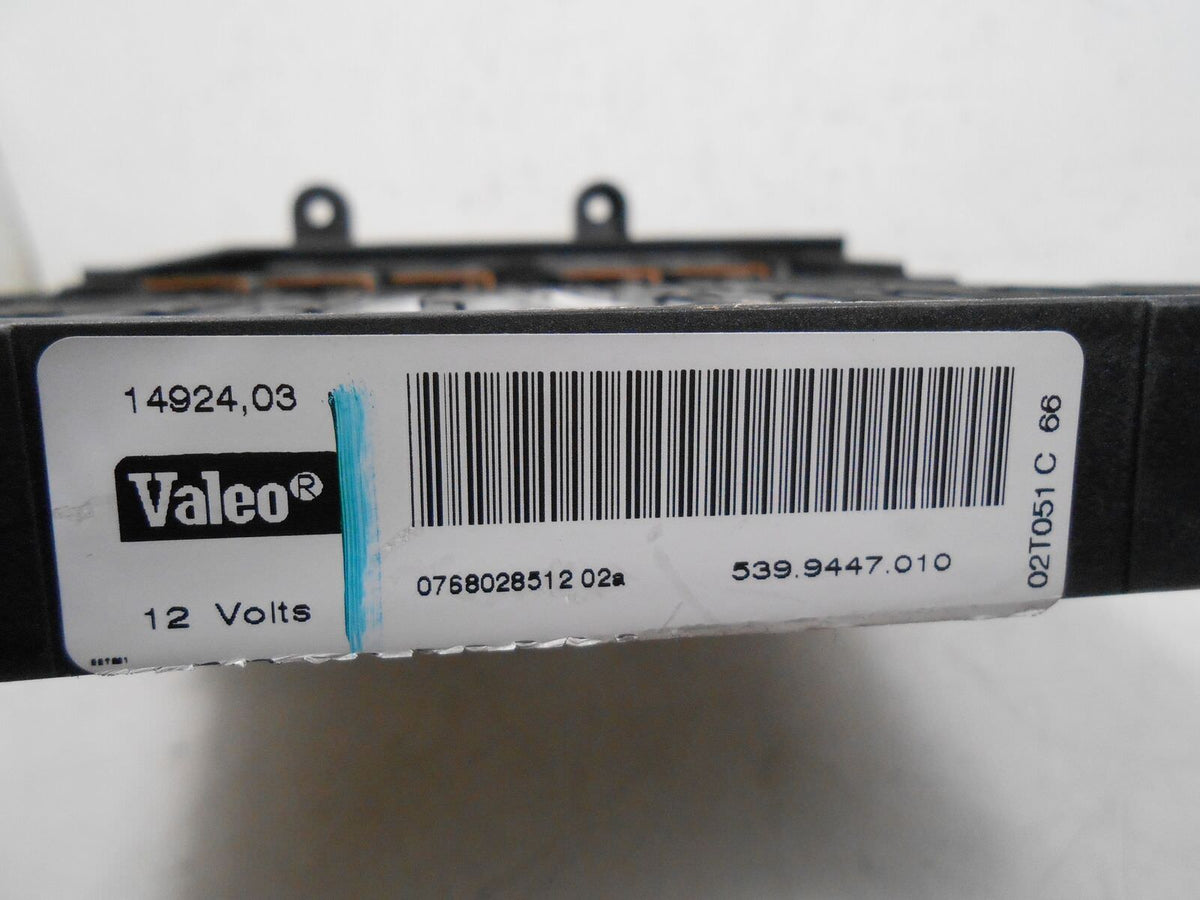 14924,03
Valeo®
12 Volts
0768028512 02a
539.9447.010
02T051 C 66